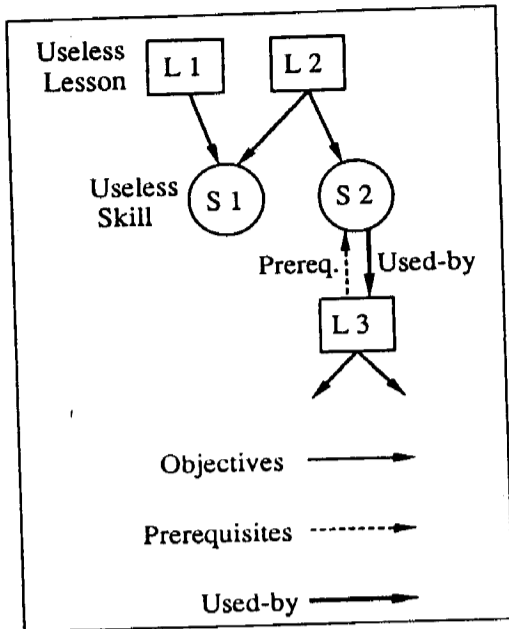 Useless
Lesson
L 1
L 2
Useless
Skill
S 1
S 2
Prereq.
Used-by
L 3
Objectives
Prerequisites
Used-by